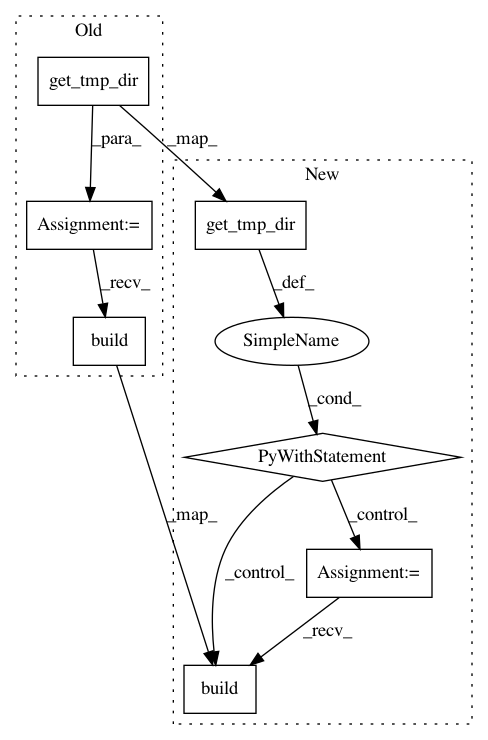 Old
get_tmp_dir
_para_
_map_
New
Assignment:=
get_tmp_dir
_recv_
_def_
build
SimpleName
_cond_
PyWithStatement
_map_
_control_
_control_
Assignment:=
_recv_
build